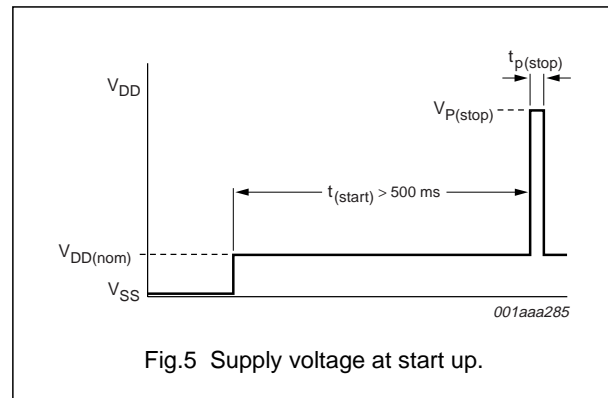 t_p(stop)
V_DD
V_P(stop)
t_(start) > 500 ms
V_DD(nom)
V_SS
001aaa285
Fig.5 Supply voltage at start up.